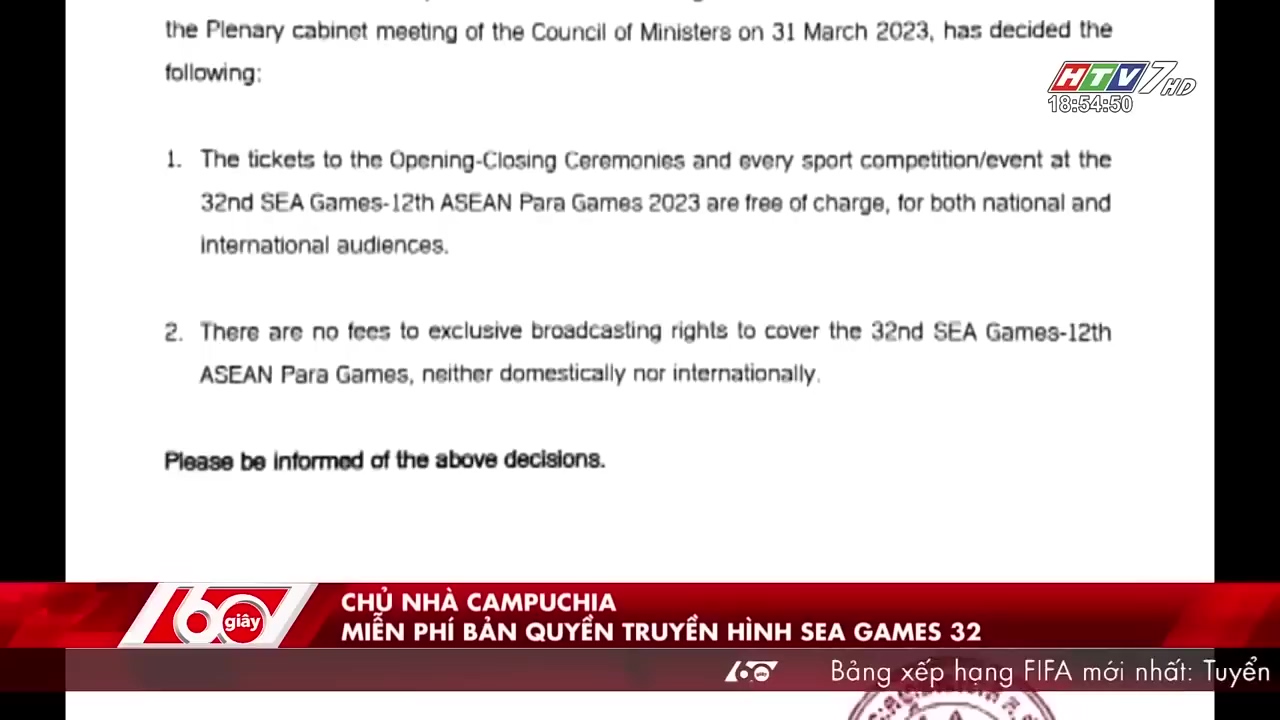 the Plenary cabinet meeting of the Council of Ministers on 31 March 2023, has decided the
following:
HTV7HD
18:54:50
1. The tickets to the Opening-Closing Ceremonies and every sport competition/event at the
32nd SEA Games-12th ASEAN Para Games 2023 are free of charge, for both national and
international audiences.
2. There are no fees to exclusive broadcasting rights to cover the 32nd SEA Games-12th
ASEAN Para Games, neither domestically nor internationally.
Please be informed of the above decisions.
60 giây
CHỦ NHÀ CAMPUCHIA
MIỄN PHÍ BẢN QUYỀN TRUYỀN HÌNH SEA GAMES 32
60 giây
Bảng xếp hạng FIFA mới nhất: Tuyển